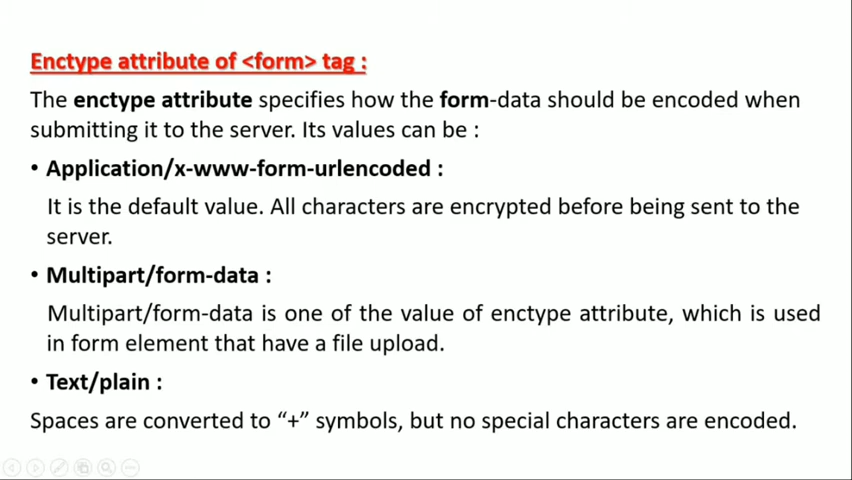 Enctype attribute of <form> tag :
The enctype attribute specifies how the form-data should be encoded when
submitting it to the server. Its values can be :
• Application/x-www-form-urlencoded :
It is the default value. All characters are encrypted before being sent to the
server.
• Multipart/form-data :
Multipart/form-data is one of the value of enctype attribute, which is used
in form element that have a file upload.
• Text/plain :
Spaces are converted to “+” symbols, but no special characters are encoded.